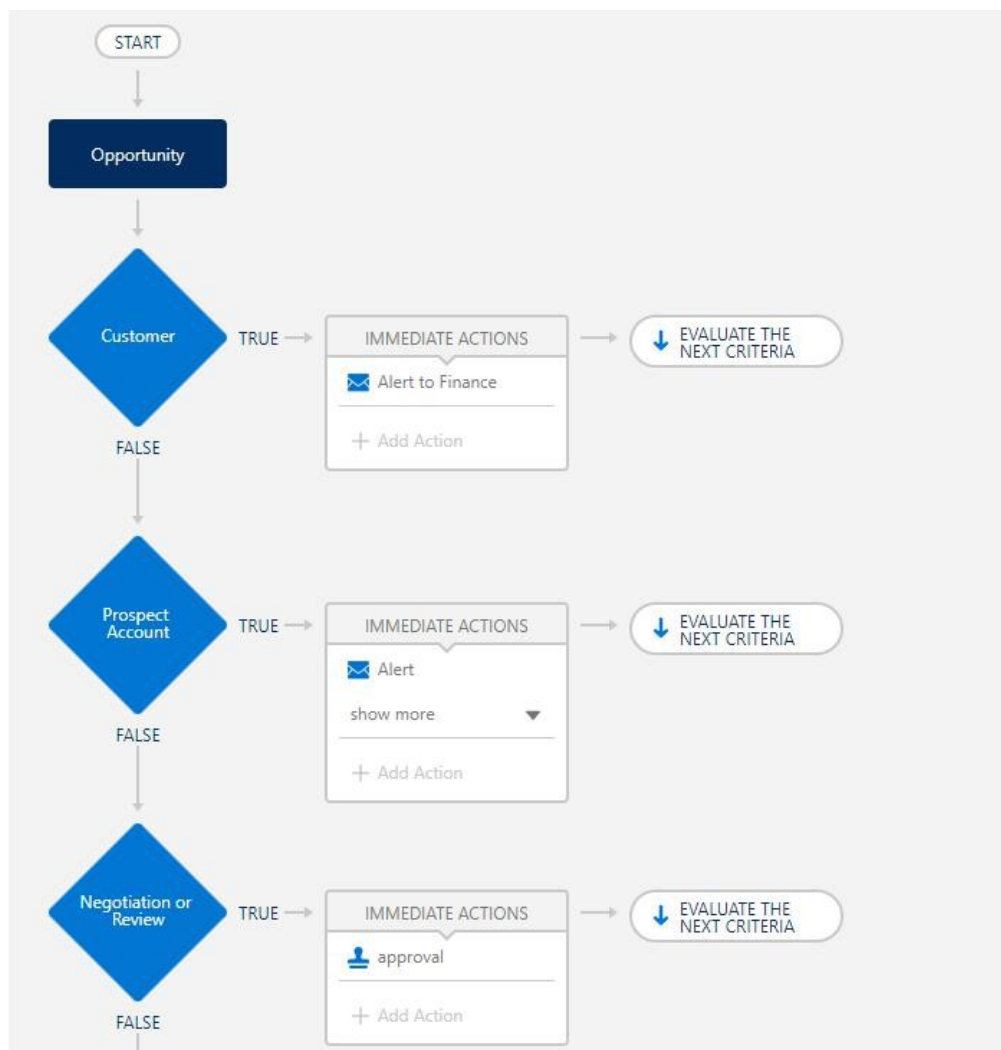 START
Opportunity
Customer
TRUE
IMMEDIATE ACTIONS
EVALUATE THE
NEXT CRITERIA
Alert to Finance
+ Add Action
FALSE
Prospect
Account
TRUE
IMMEDIATE ACTIONS
EVALUATE THE
NEXT CRITERIA
Alert
show more
+ Add Action
FALSE
Negotiation or
Review
TRUE
IMMEDIATE ACTIONS
EVALUATE THE
NEXT CRITERIA
approval
+ Add Action
FALSE